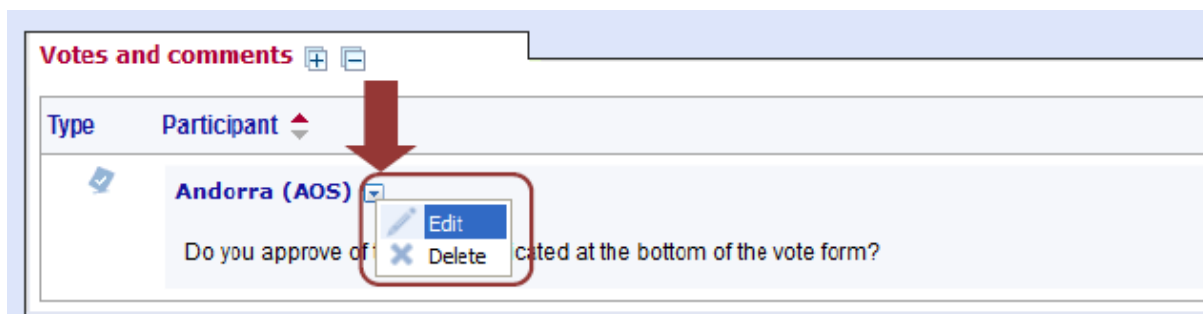 Votes and comments
Type Participant
Andorra (AOS)
Edit
Do you approve of cated at the bottom of the vote form?
Delete